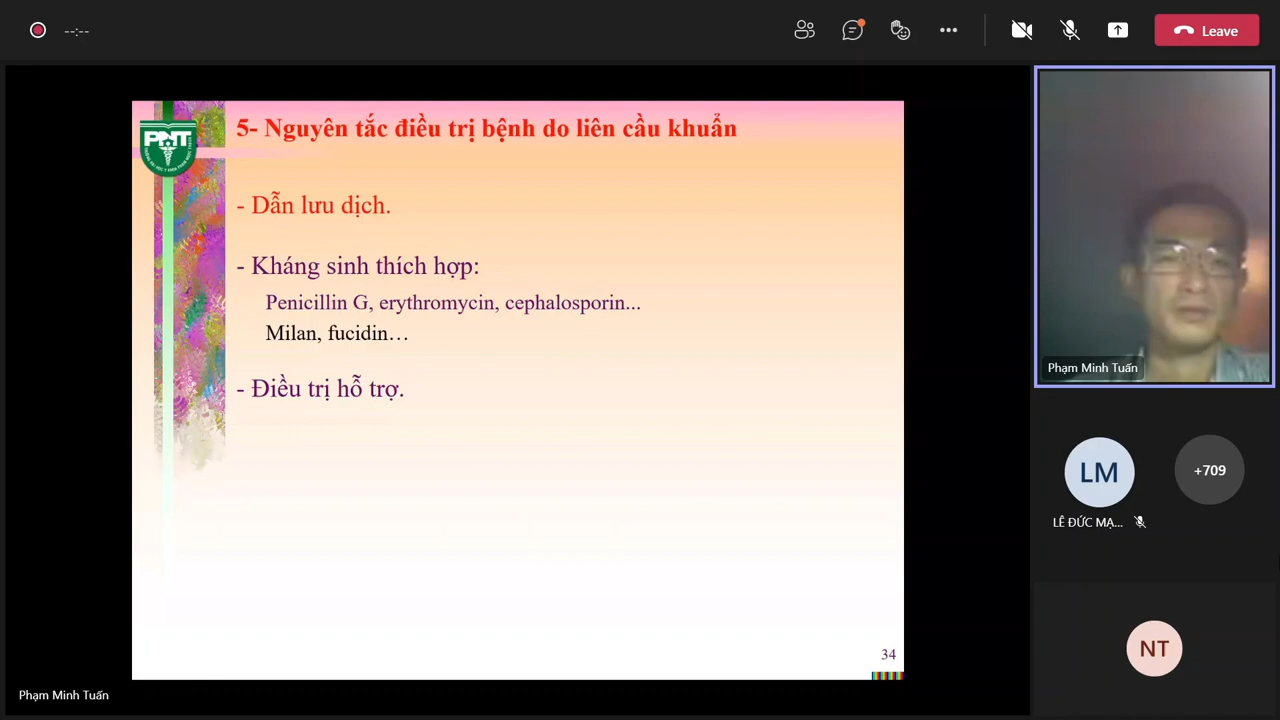 --:--
Leave
PNT
5- Nguyên tắc điều trị bệnh do liên cầu khuẩn
- Dẫn lưu dịch.
- Kháng sinh thích hợp:
Penicillin G, erythromycin, cephalosporin...
Milan, fucidin…
- Điều trị hỗ trợ.
34
Phạm Minh Tuấn
LM
+709
LÊ ĐỨC MẠ...
NT
Phạm Minh Tuấn